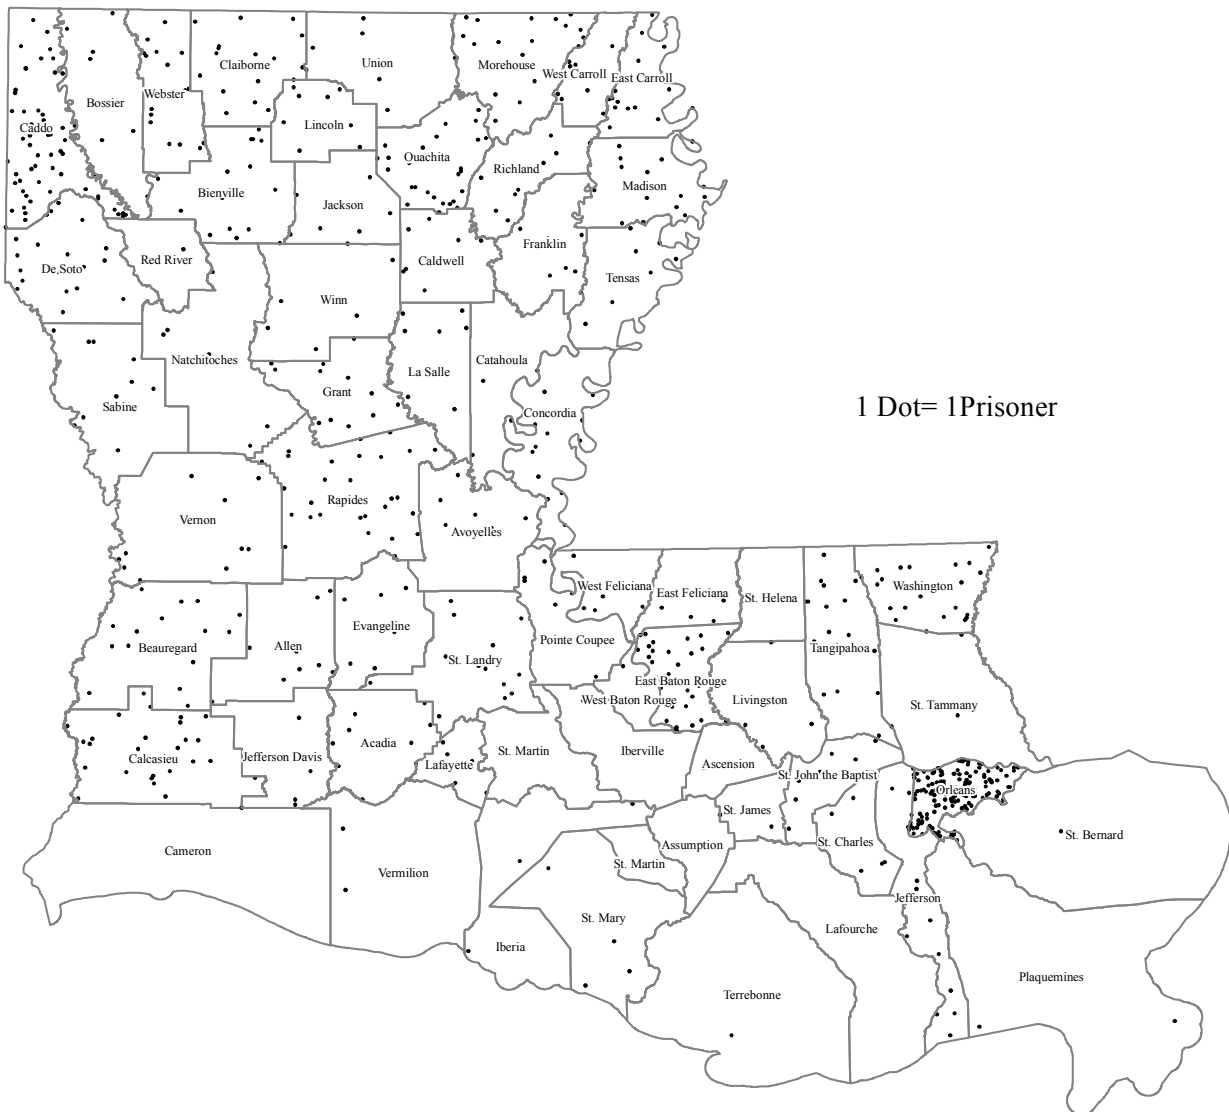 Claiborne
Union
Morehouse
West Carroll
East Carroll
Webster
Bossier
Caddo
Lincoln
Ouachita
Richland
Madison
Bienville
Jackson
Franklin
De Soto
Red River
Caldwell
Tensas
Winn
Natchitoches
La Salle
Catahoula
Grant
Sabine
Concordia
1 Dot= 1Prisoner
Rapides
Vernon
Avoyelles
West Feliciana
East Feliciana
St. Helena
Washington
Evangeline
Pointe Coupee
Beauregard
Allen
Tangipahoa
St. Landry
East Baton Rouge
West Baton Rouge
Livingston
St. Tammany
Acadia
St. Martin
Iberville
Calcasieu
Jefferson Davis
Lafayette
Ascension
St. John the Baptist
Orleans
St. James
St. Bernard
Cameron
Assumption
St. Charles
St. Martin
Vermilion
Jefferson
St. Mary
Lafourche
Iberia
Plaquemines
Terrebonne